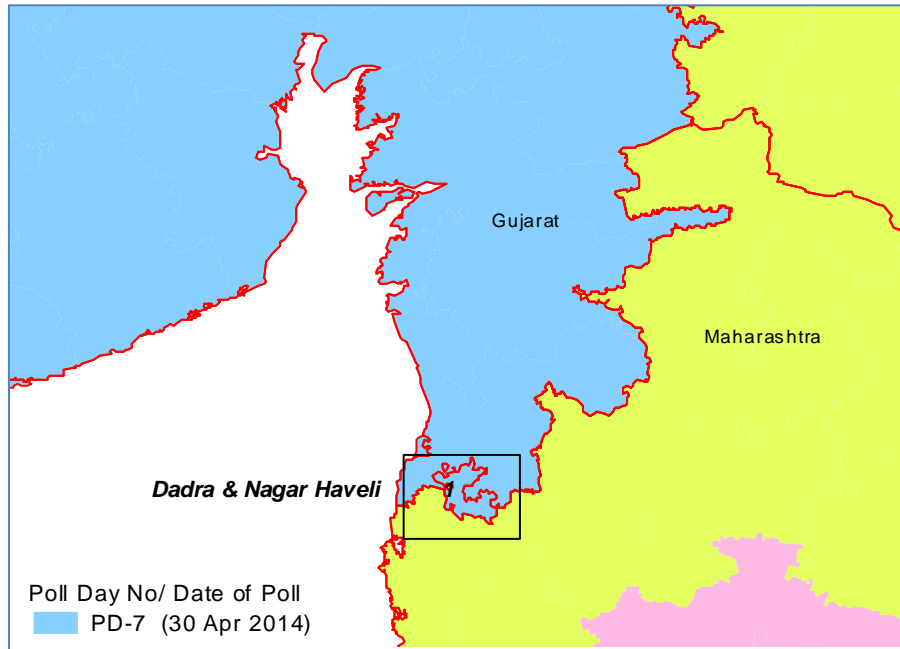 Gujarat
Maharashtra
Dadra & Nagar Haveli
1
Poll Day No/ Date of Poll
PD-7 (30 Apr 2014)